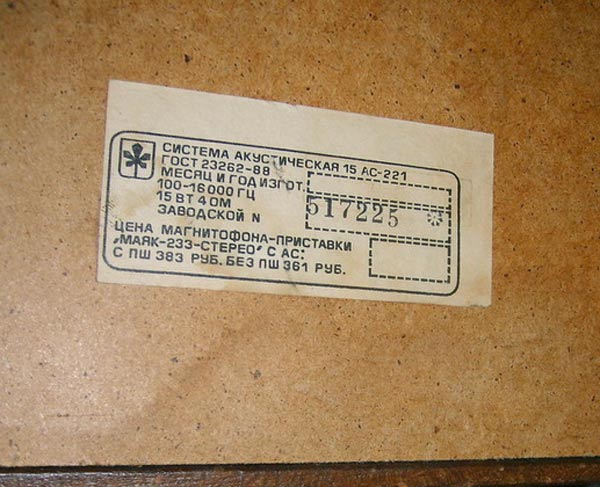 СИСТЕМА АКУСТИЧЕСКАЯ 15 АС-221
ГОСТ 23262-88
МЕСЯЦ И ГОД ИЗГОТ.
100-16000 ГЦ
15 ВТ 4 ОМ
ЗАВОДСКОЙ N 517225
ЦЕНА МАГНИТОФОНА-ПРИСТАВКИ
„МАЯК-233-СТЕРЕО" С АС:
С ПШ 383 РУБ. БЕЗ ПШ 361 РУБ.